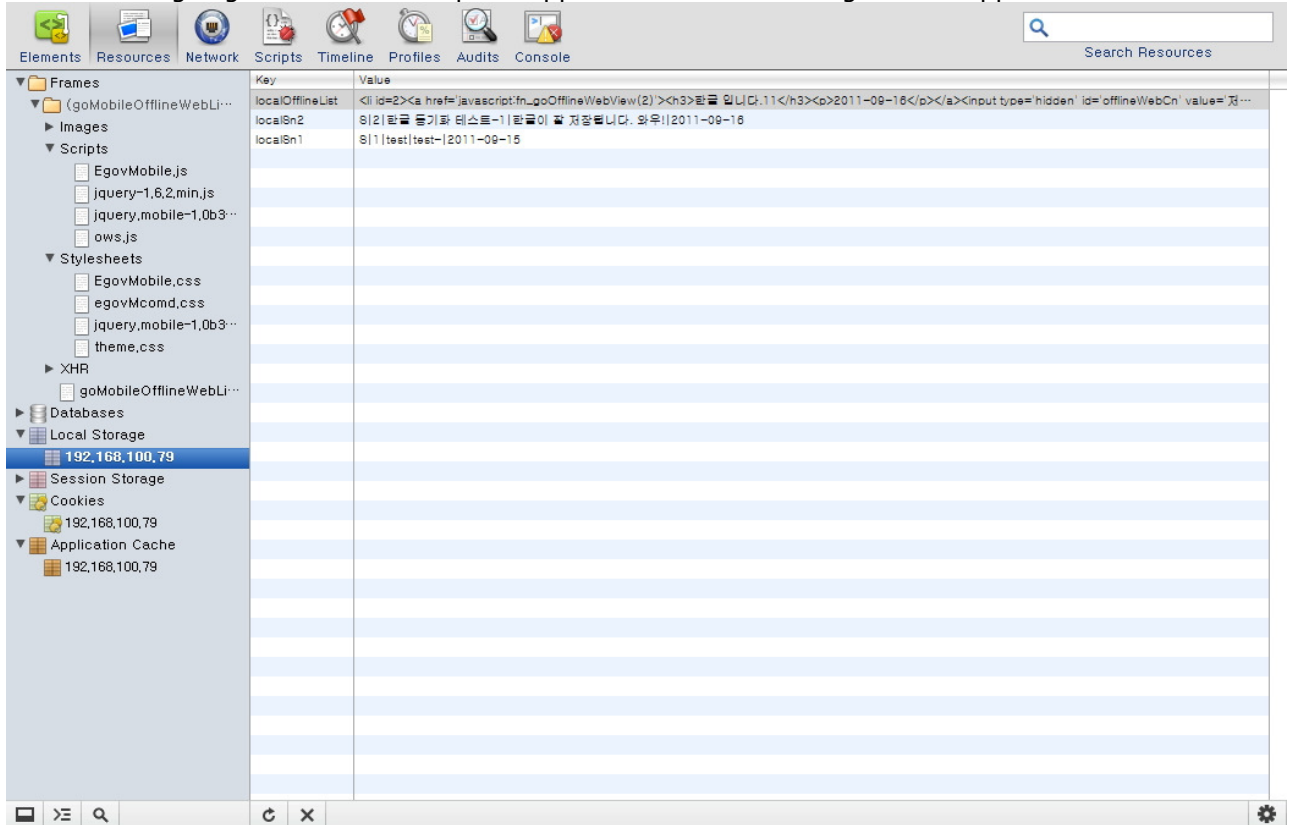 Elements Resources Network Scripts Timeline Profiles Audits Console
Search Resources
Frames
(goMobileOfflineWebLi…
Images
Scripts
EgovMobile,js
jquery-1,6,2,min,js
jquery,mobile-1,0b3…
ows,js
Stylesheets
EgovMobile,css
egovMcomd,css
jquery,mobile-1,0b3…
theme,css
XHR
goMobileOfflineWebLi…
Databases
Local Storage
192,168,100,79
Session Storage
Cookies
192,168,100,79
Application Cache
192,168,100,79
Key Value
localOfflineList <li id=2><a href='javascript:fn_goOfflineWebView(2)'><h3>한글 입니다.11</h3><p>2011-09-16</p></a><input type='hidden' id='offlineWebCn' value='저…
localSn2 S|2|한글 동기화 테스트-1|한글이 잘 저장됩니다. 와우!|2011-09-16
localSn1 S|1|test|test-|2011-09-15